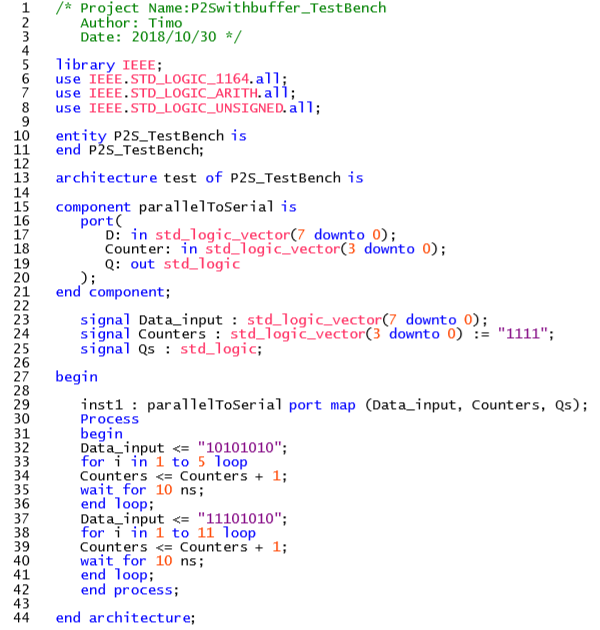 1 /* Project Name:P2Swithbuffer_TestBench
2 Author: Timo
3 Date: 2018/10/30 */
4
5 library IEEE;
6 use IEEE.STD_LOGIC_1164.all;
7 use IEEE.STD_LOGIC_ARITH.all;
8 use IEEE.STD_LOGIC_UNSIGNED.all;
9
10 entity P2S_TestBench is
11 end P2S_TestBench;
12
13 architecture test of P2S_TestBench is
14
15 component parallelToSerial is
16 port(
17 D: in std_logic_vector(7 downto 0);
18 Counter: in std_logic_vector(3 downto 0);
19 Q: out std_logic
20 );
21 end component;
22
23 signal Data_input : std_logic_vector(7 downto 0);
24 signal Counters : std_logic_vector(3 downto 0) := "1111";
25 signal Qs : std_logic;
26
27 begin
28
29 inst1 : parallelToSerial port map (Data_input, Counters, Qs);
30 Process
31 begin
32 Data_input <= "10101010";
33 for i in 1 to 5 loop
34 Counters <= Counters + 1;
35 wait for 10 ns;
36 end loop;
37 Data_input <= "11101010";
38 for i in 1 to 11 loop
39 Counters <= Counters + 1;
40 wait for 10 ns;
41 end loop;
42 end process;
43
44 end architecture;